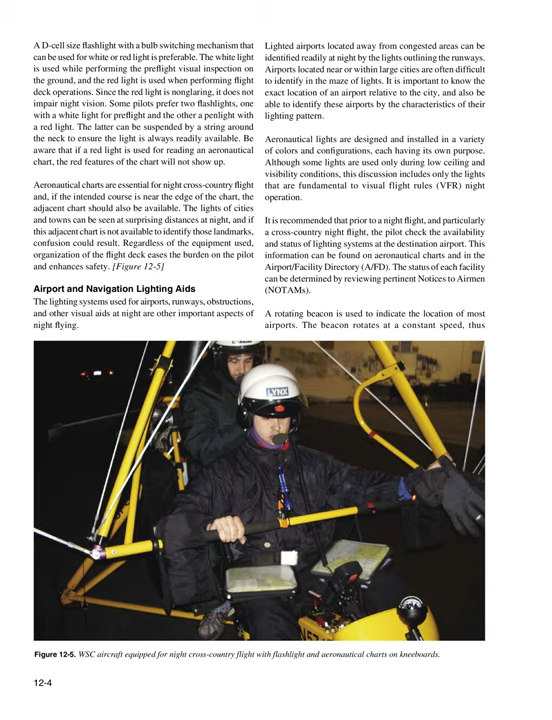 A D-cell size flashlight with a bulb switching mechanism that
can be used for white or red light is preferable. The white light
is used while performing the preflight visual inspection on
the ground, and the red light is used when performing flight
deck operations. Since the red light is nonglaring, it does not
impair night vision. Some pilots prefer two flashlights, one
with a white light for preflight and the other a penlight with
a red light. The latter can be suspended by a string around
the neck to ensure the light is always readily available. Be
aware that if a red light is used for reading an aeronautical
chart, the red features of the chart will not show up.
Aeronautical charts are essential for night cross-country flight
and, if the intended course is near the edge of the chart, the
adjacent chart should also be available. The lights of cities
and towns can be seen at surprising distances at night, and if
this adjacent chart is not available to identify those landmarks,
confusion could result. Regardless of the equipment used,
organization of the flight deck eases the burden on the pilot
and enhances safety. [Figure 12-5]
Airport and Navigation Lighting Aids
The lighting systems used for airports, runways, obstructions,
and other visual aids at night are other important aspects of
night flying.
Lighted airports located away from congested areas can be
identified readily at night by the lights outlining the runways.
Airports located near or within large cities are often difficult
to identify in the maze of lights. It is important to know the
exact location of an airport relative to the city, and also be
able to identify these airports by the characteristics of their
lighting pattern.
Aeronautical lights are designed and installed in a variety
of colors and configurations, each having its own purpose.
Although some lights are used only during low ceiling and
visibility conditions, this discussion includes only the lights
that are fundamental to visual flight rules (VFR) night
operation.
It is recommended that prior to a night flight, and particularly
a cross-country night flight, the pilot check the availability
and status of lighting systems at the destination airport. This
information can be found on aeronautical charts and in the
Airport/Facility Directory (A/FD). The status of each facility
can be determined by reviewing pertinent Notices to Airmen
(NOTAMs).
A rotating beacon is used to indicate the location of most
airports. The beacon rotates at a constant speed, thus
LYNX
Figure 12-5. WSC aircraft equipped for night cross-country flight with flashlight and aeronautical charts on kneeboards.
12-4